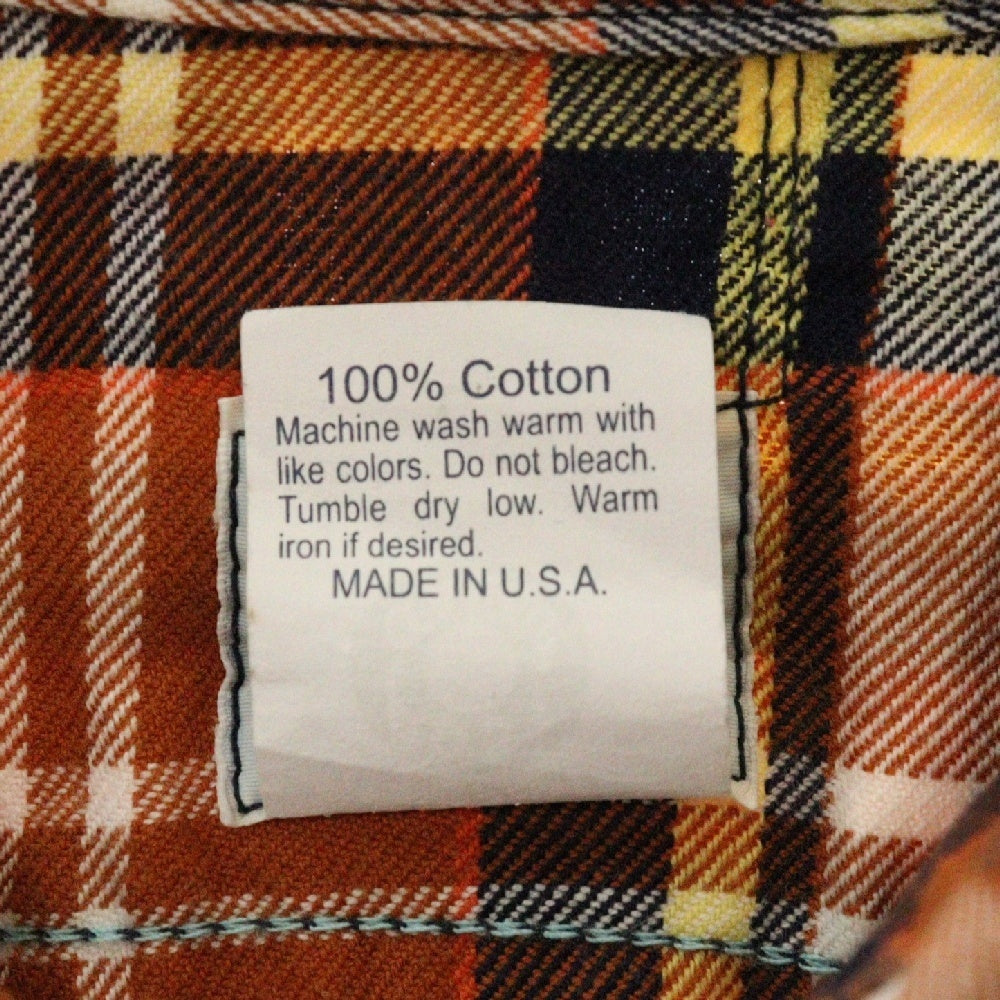 100% Cotton
Machine wash warm with
like colors. Do not bleach.
Tumble dry low. Warm
iron if desired.
MADE IN U.S.A.